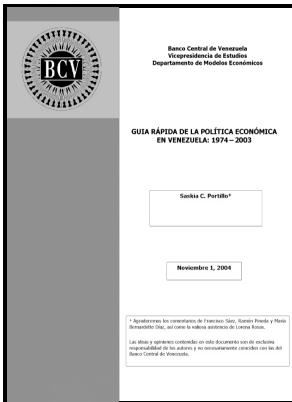 BCV
Banco Central de Venezuela
Vicepresidencia de Estudios
Departamento de Modelos Económicos
GUIA RÁPIDA DE LA POLÍTICA ECONÓMICA
EN VENEZUELA: 1974 – 2003
Saskia C. Portillo*
Noviembre 1, 2004
* Agradecemos los comentarios de Francisco Sáez, Ramón Pineda y María
Bernardette Díaz, así como la valiosa asistencia de Lorena Rosas.
Las ideas y opiniones contenidas en este documento son de exclusiva
responsabilidad de los autores y no necesariamente coinciden con las del
Banco Central de Venezuela.